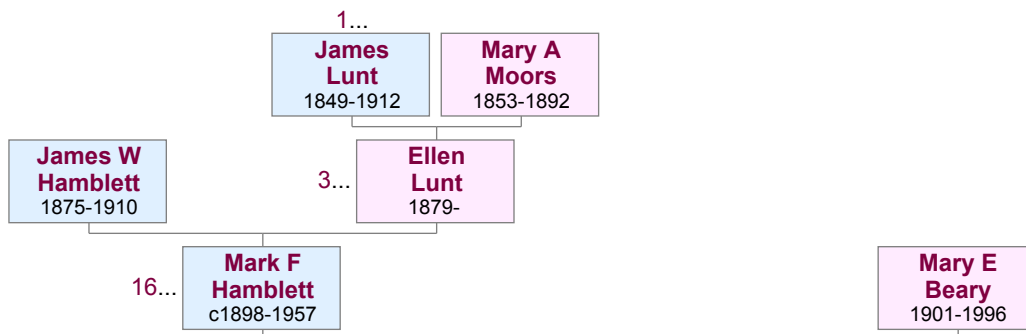 1...
James
Lunt
1849-1912
Mary A
Moors
1853-1892
James W
Hamblett
1875-1910
3...
Ellen
Lunt
1879-
16...
Mark F
Hamblett
c1898-1957
Mary E
Beary
1901-1996